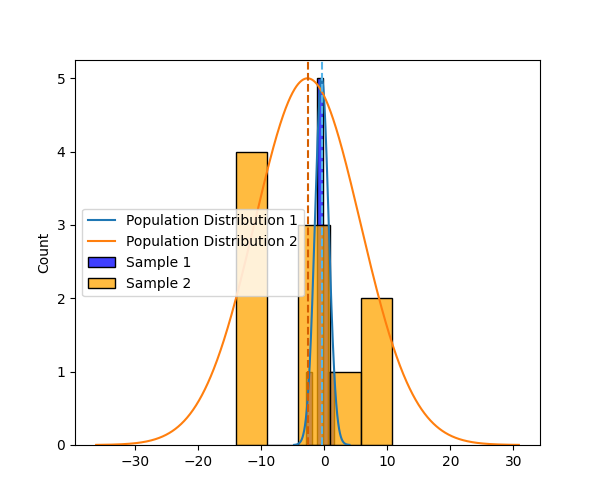 5
4
3
2
1
0
Count
Population Distribution 1
Population Distribution 2
Sample 1
Sample 2
−30 −20 −10 0 10 20 30